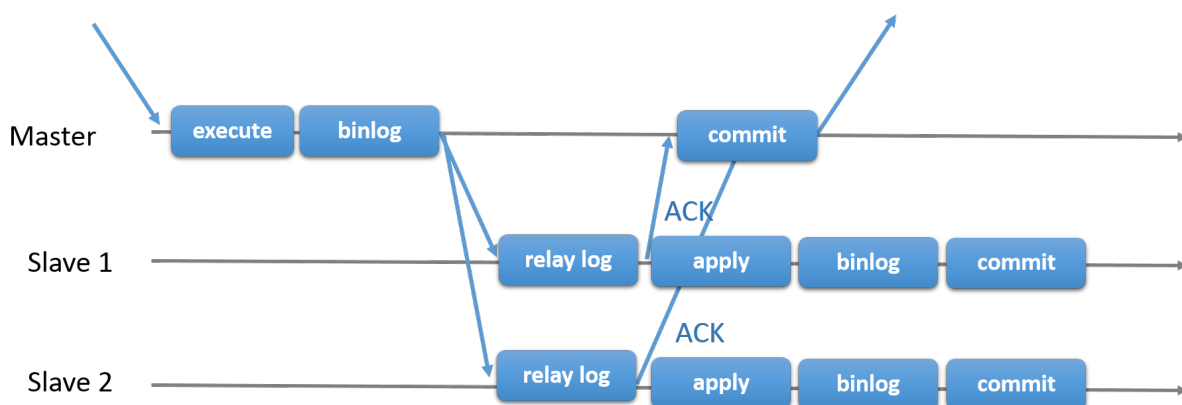 Master
execute
binlog
commit
ACK
Slave 1
relay log
apply
binlog
commit
ACK
Slave 2
relay log
apply
binlog
commit